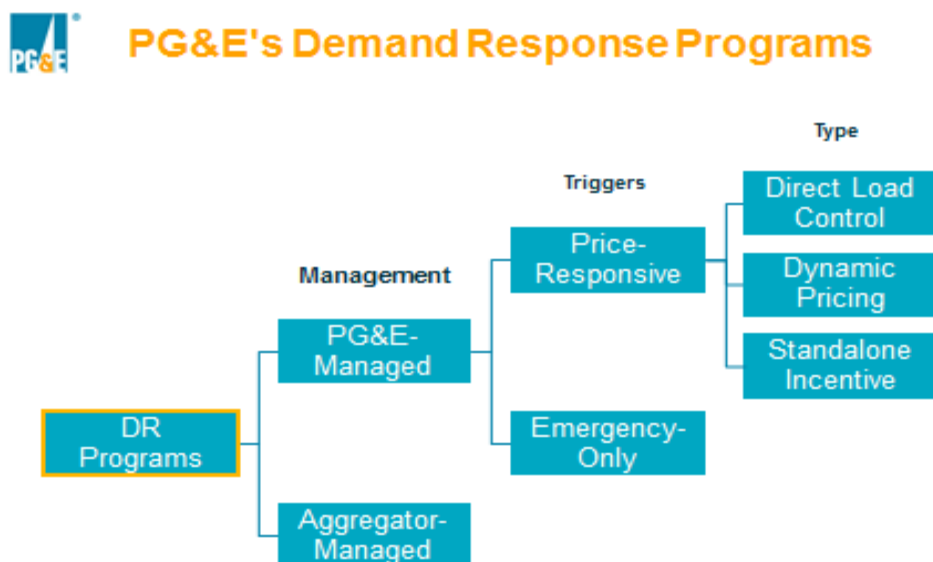 PG&E
PG&E's Demand Response Programs
Type
Triggers
Direct Load
Control
Price-
Responsive
Management
Dynamic
Pricing
PG&E-
Managed
Standalone
Incentive
DR
Programs
Emergency-
Only
Aggregator-
Managed